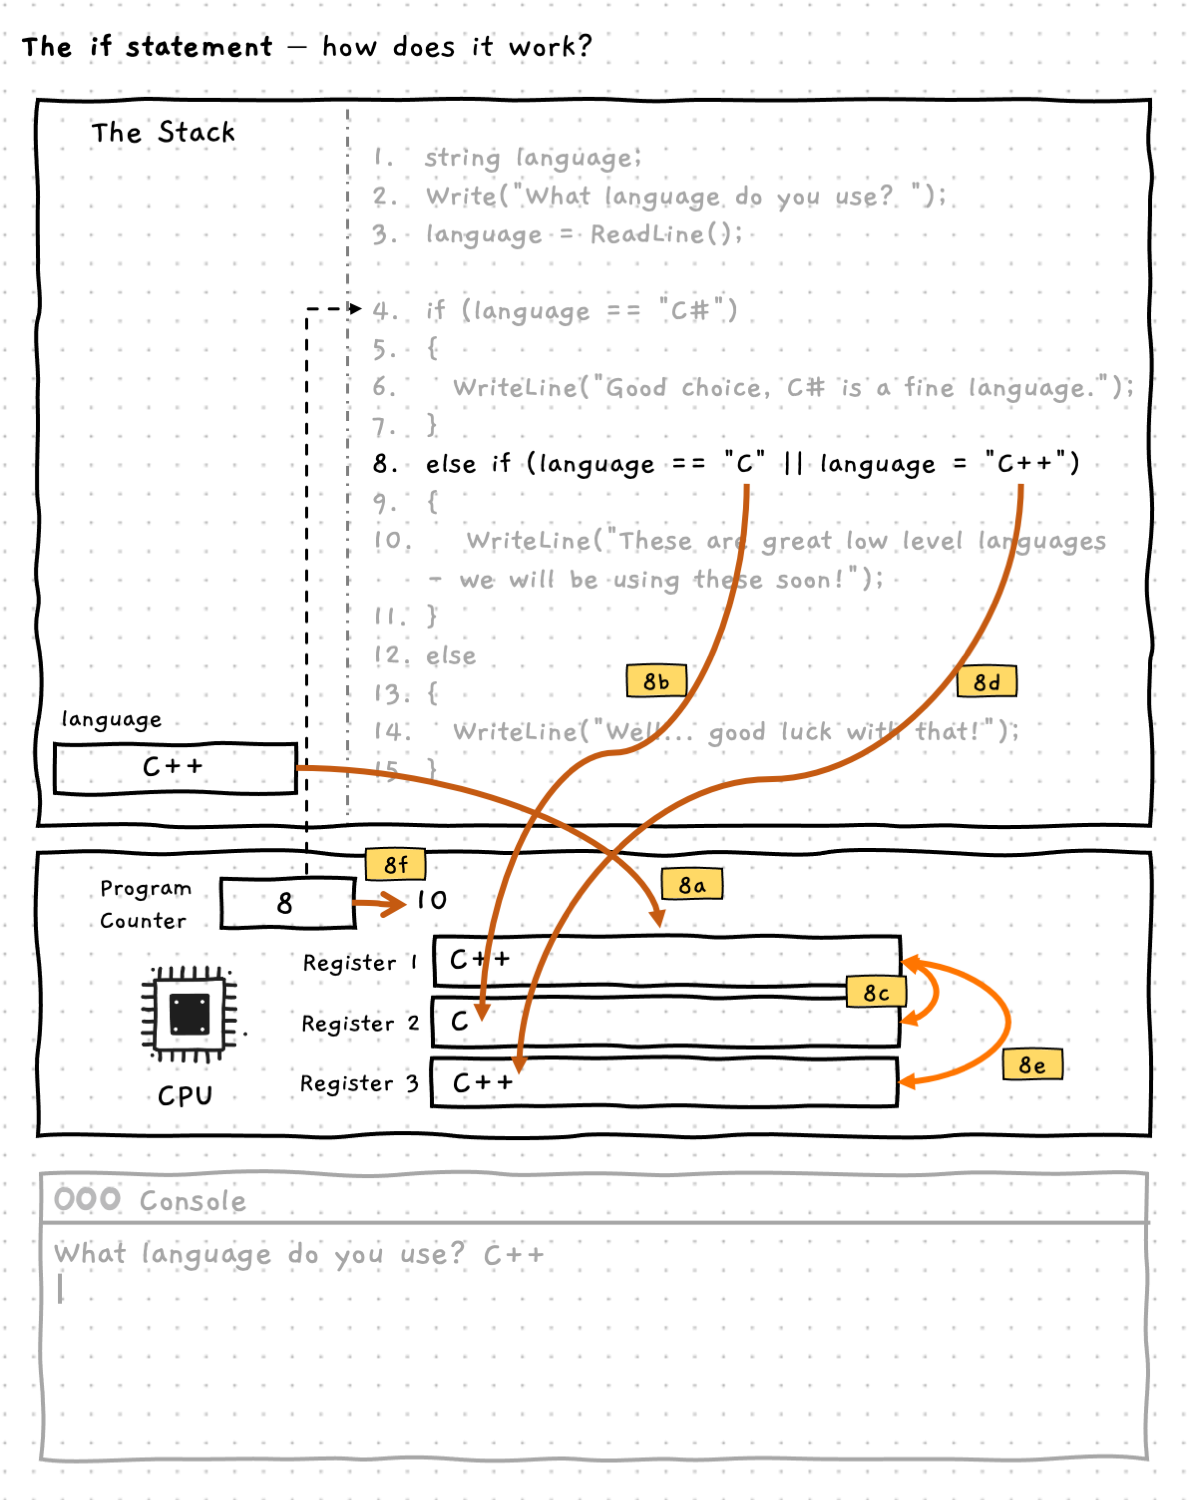 The if statement — how does it work?
The Stack
1. string language;
2. Write("What language do you use? ");
3. language = ReadLine();
4. if (language == "C#")
5. {
6. WriteLine("Good choice, C# is a fine language.");
7. }
8. else if (language == "C" || language = "C++")
9. {
10. WriteLine("These are great low level languages
- we will be using these soon!");
11. }
12. else
13. {
14. WriteLine("Well... good luck with that!");
15. }
8b
8d
language
C++
Program
Counter
8
8f
10
8a
Register 1
C++
8c
Register 2
C
Register 3
C++
8e
CPU
Console
What language do you use? C++